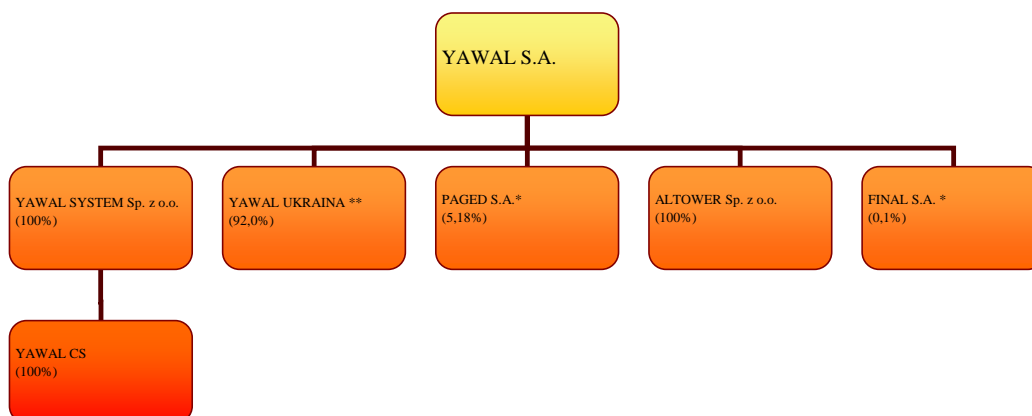 YAWAL S.A.
YAWAL SYSTEM Sp. z o.o.
(100%)
YAWAL UKRAINA **
(92,0%)
PAGED S.A.*
(5,18%)
ALTOWER Sp. z o.o.
(100%)
FINAL S.A. *
(0,1%)
YAWAL CS
(100%)